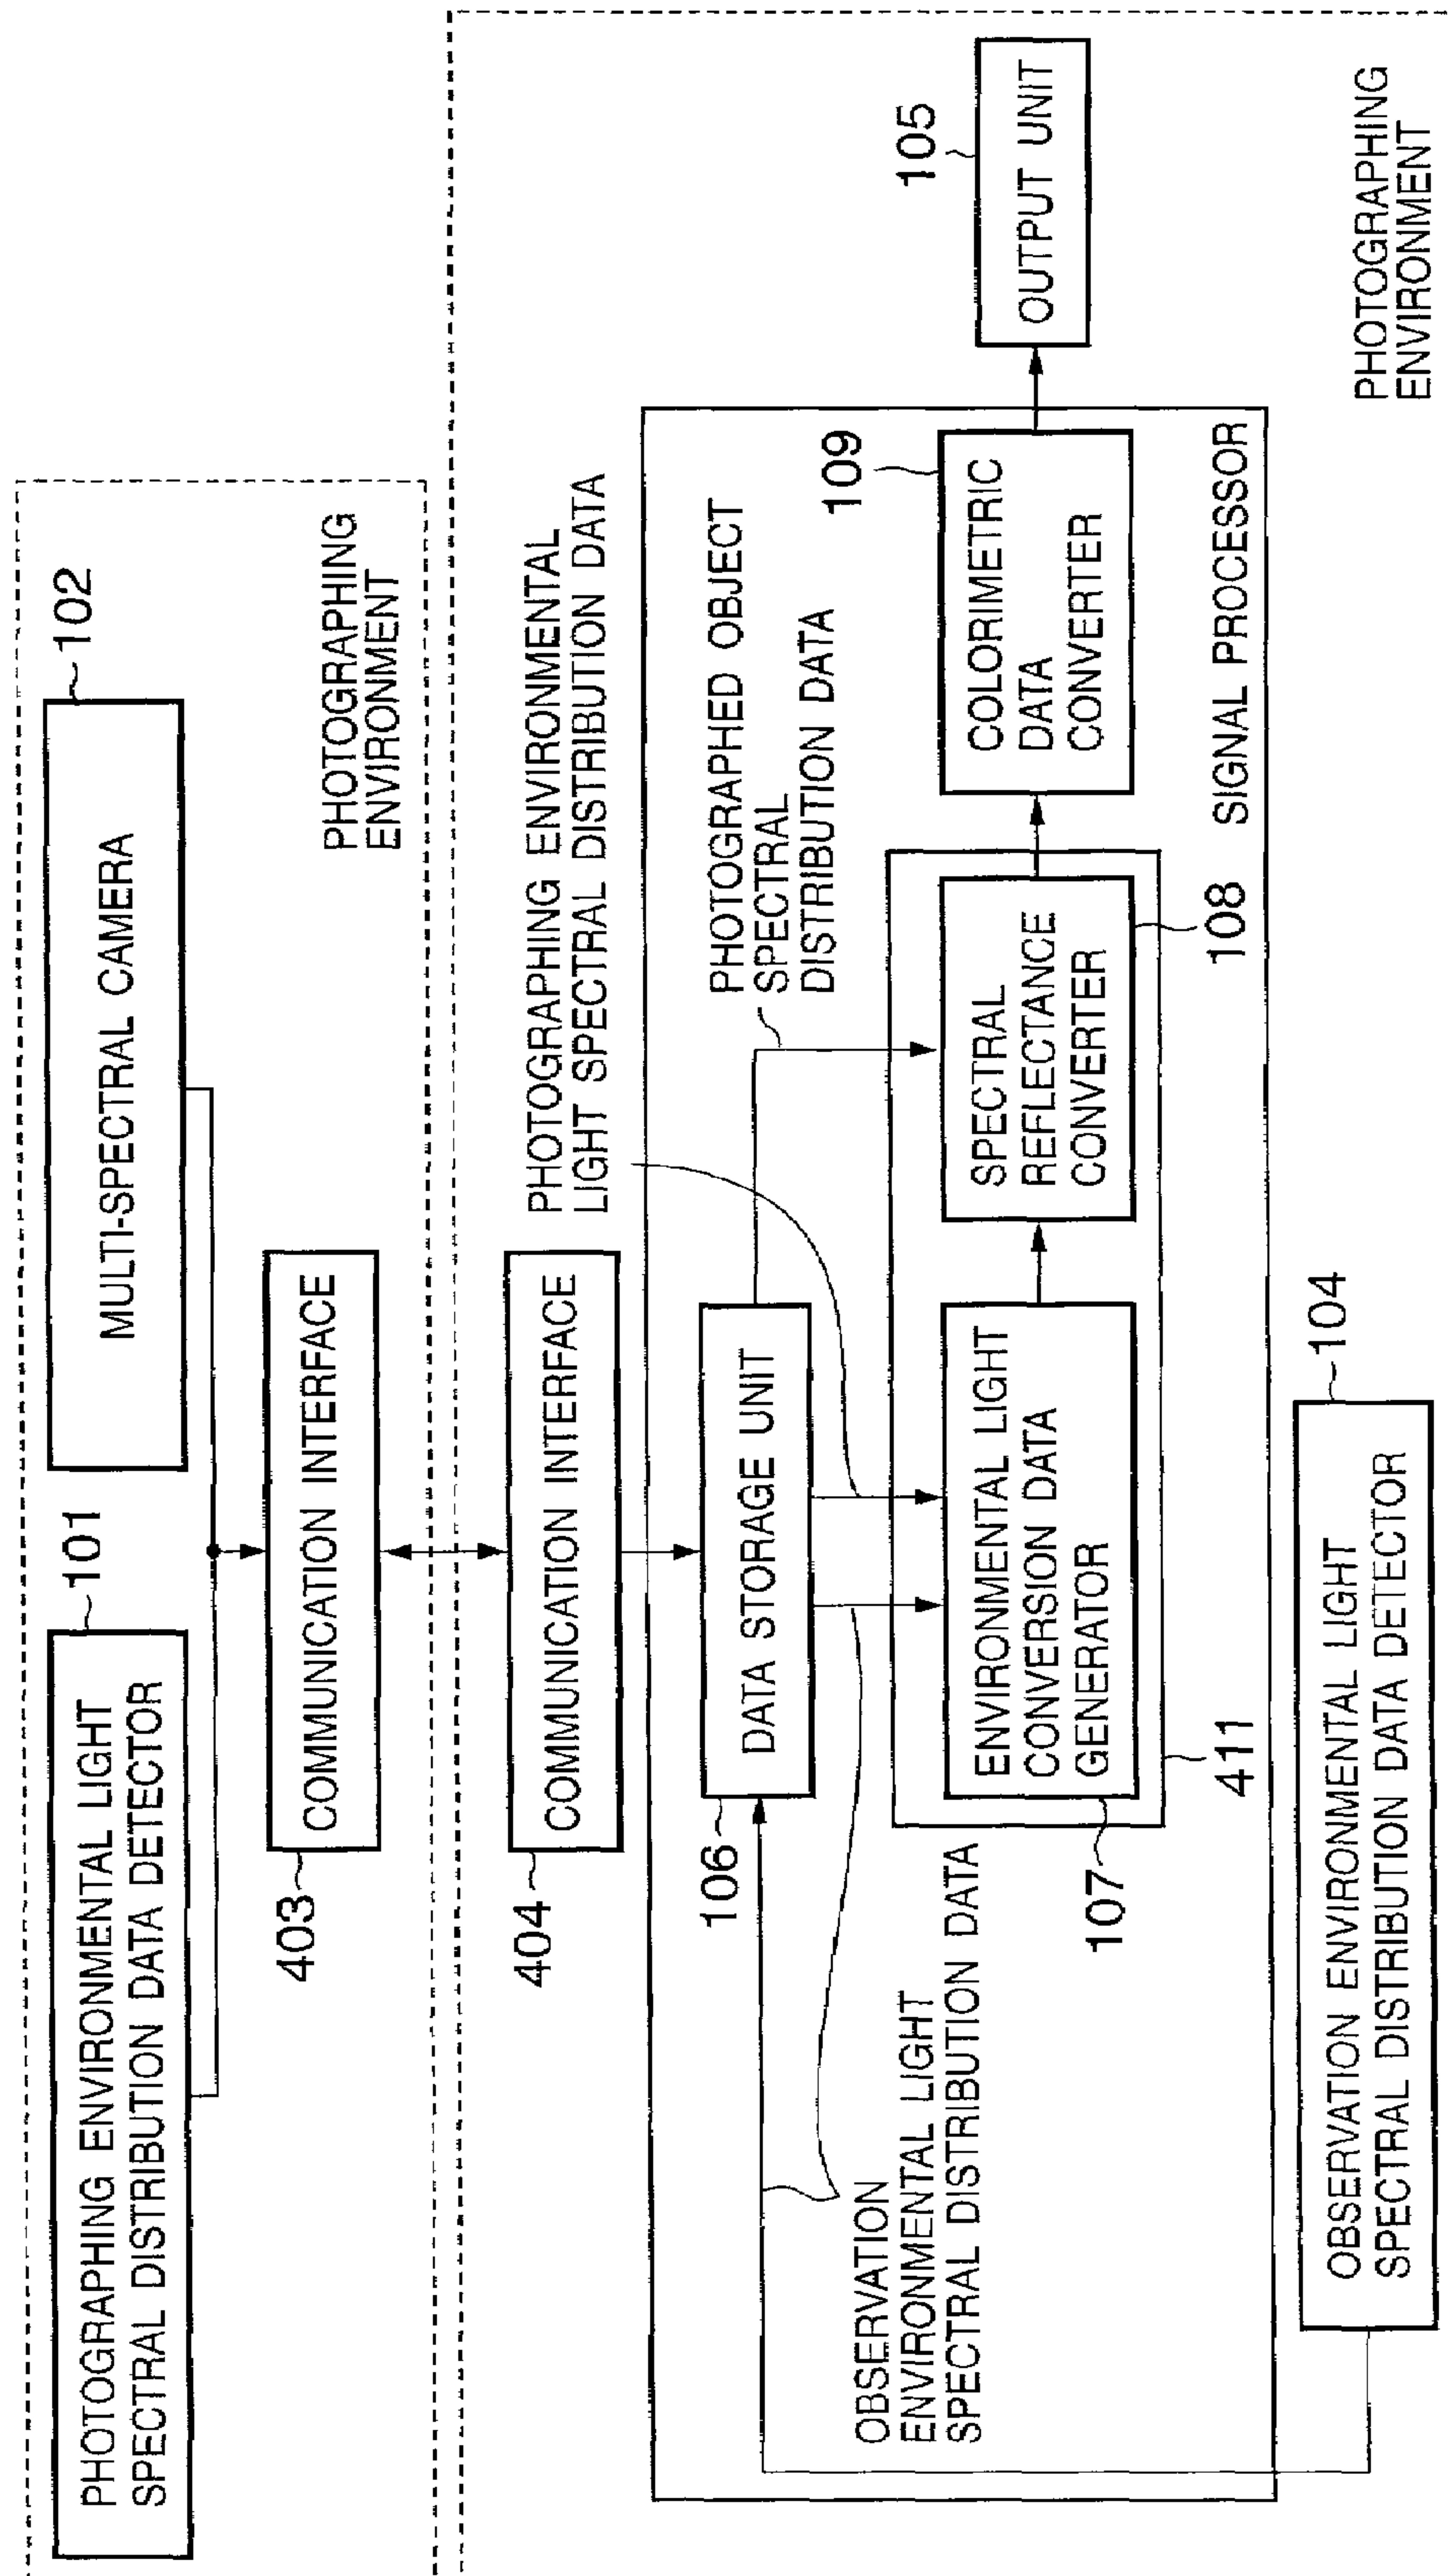 PHOTOGRAPHING ENVIRONMENTAL LIGHT
SPECTRAL DISTRIBUTION DATA DETECTOR
101
MULTI-SPECTRAL CAMERA
102
403
COMMUNICATION INTERFACE
PHOTOGRAPHING
ENVIRONMENT
404
COMMUNICATION INTERFACE
PHOTOGRAPHING ENVIRONMENTAL
LIGHT SPECTRAL DISTRIBUTION DATA
106
DATA STORAGE UNIT
PHOTOGRAPHED OBJECT
SPECTRAL
DISTRIBUTION DATA
109
105
OBSERVATION
ENVIRONMENTAL LIGHT
SPECTRAL DISTRIBUTION DATA
107
ENVIRONMENTAL LIGHT
CONVERSION DATA
GENERATOR
SPECTRAL
REFLECTANCE
CONVERTER
COLORIMETRIC
DATA
CONVERTER
OUTPUT UNIT
411
108
SIGNAL PROCESSOR
OBSERVATION ENVIRONMENTAL LIGHT
SPECTRAL DISTRIBUTION DATA DETECTOR
104
PHOTOGRAPHING
ENVIRONMENT